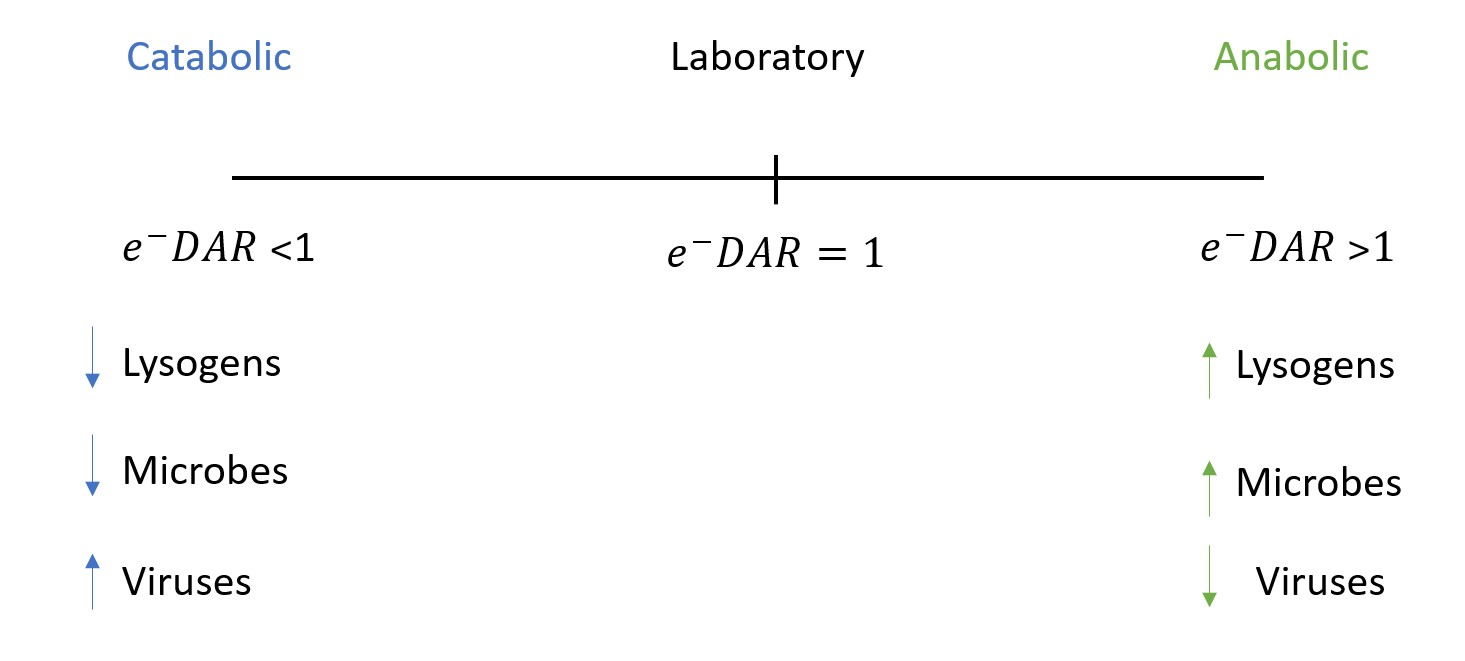 Catabolic Laboratory Anabolic
e⁻DAR <1 e⁻DAR = 1 e⁻DAR >1
↓ Lysogens ↑ Lysogens
↓ Microbes ↑ Microbes
↑ Viruses ↓ Viruses